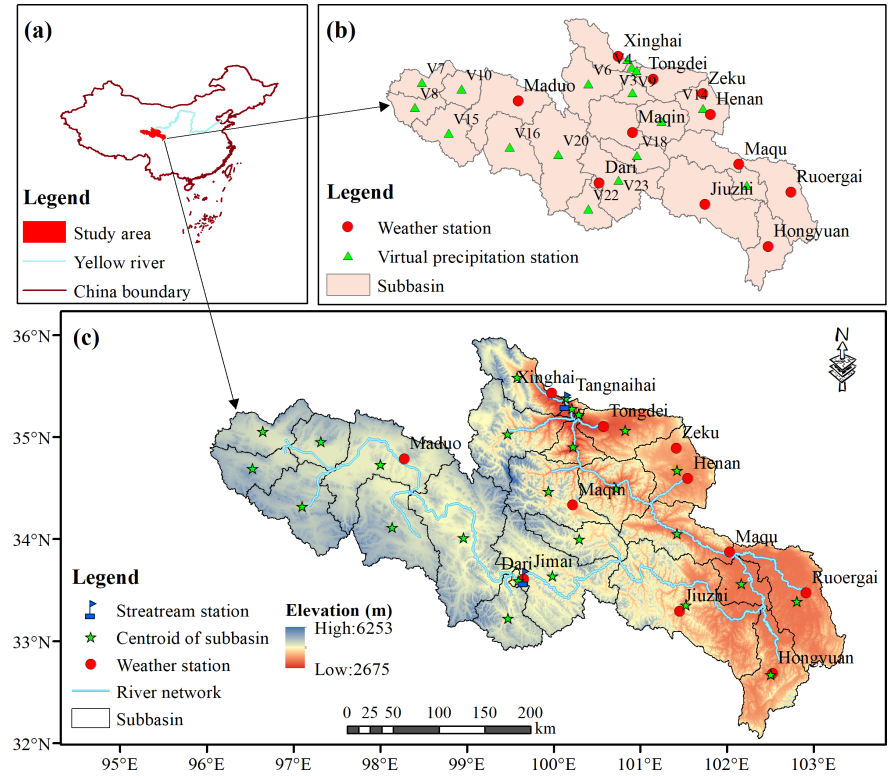 (a)
Legend
Study area
Yellow river
China boundary
(b)
Xinghai
V4
Tongdei
V7
V10
V6
V3
V9
Zeku
V8
Maduo
V14
Henan
V15
Maqin
V16
V20
V18
Maqu
Dari
Ruoergai
V23
Jiuzhi
V22
Hongyuan
Legend
Weather station
Virtual precipitation station
Subbasin
(c)
36°N
35°N
34°N
33°N
32°N
N
Xinghai
Tangnaihai
Tongdei
Maduo
Zeku
Henan
Maqin
Maqu
Dari
Jimai
Ruoergai
Jiuzhi
Hongyuan
Legend
Streatream station
Centroid of subbasin
Weather station
River network
Subbasin
Elevation (m)
High:6253
Low:2675
0 25 50 100 150 200
km
95°E 96°E 97°E 98°E 99°E 100°E 101°E 102°E 103°E